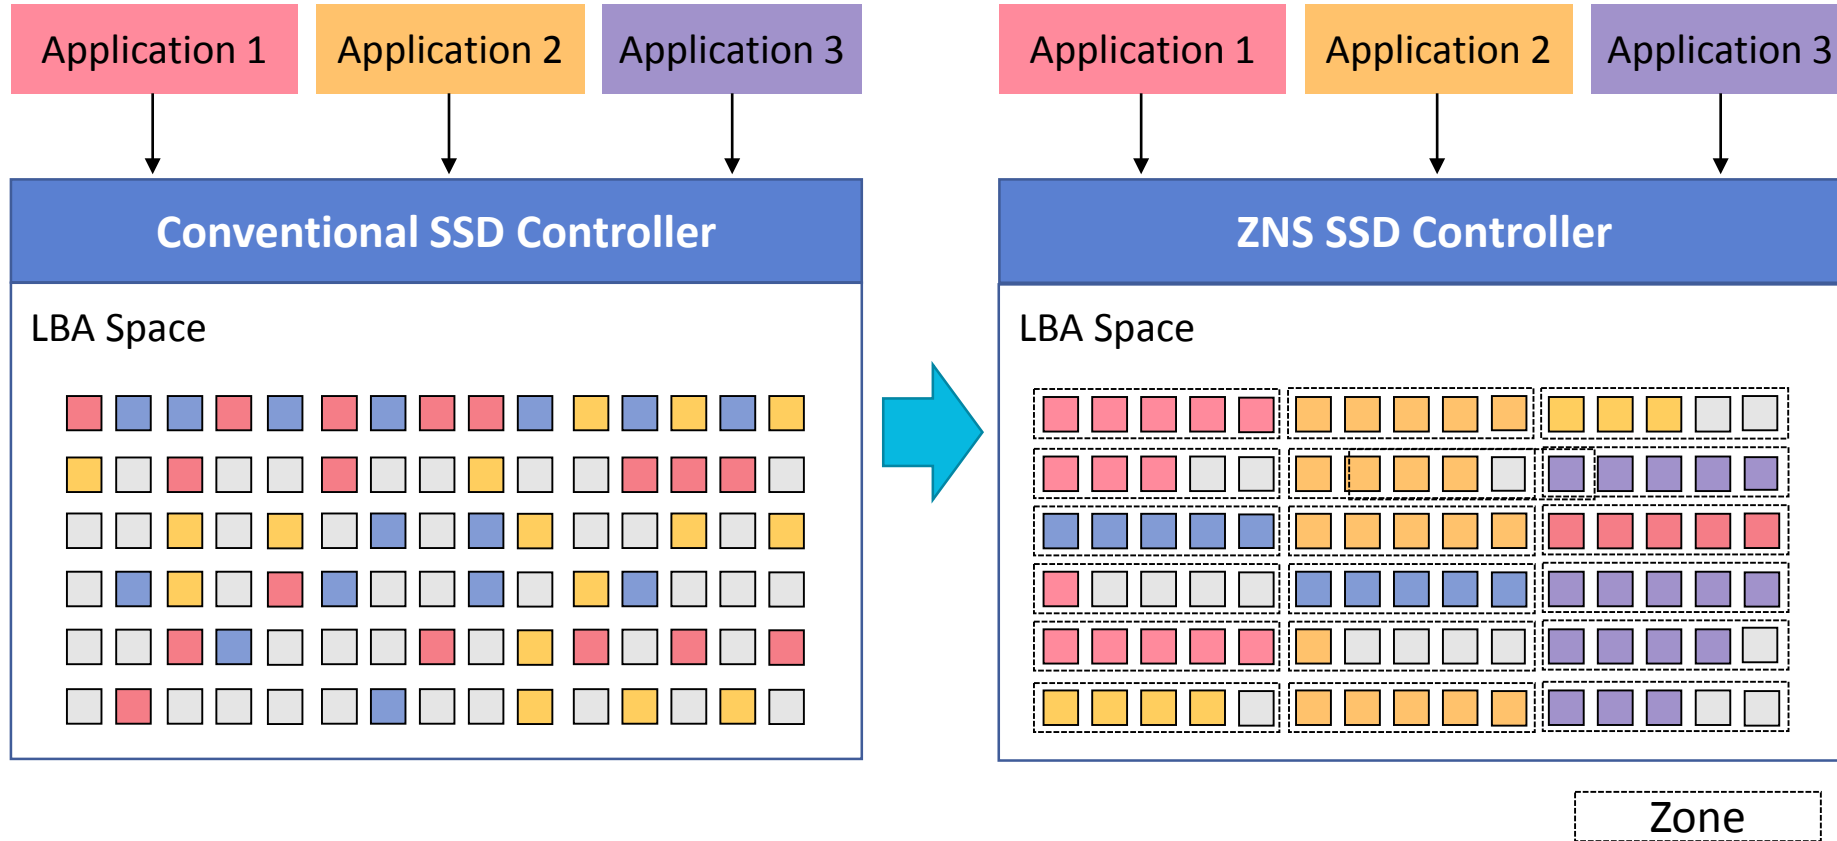 Application 1
Application 2
Application 3
Conventional SSD Controller
LBA Space
Application 1
Application 2
Application 3
ZNS SSD Controller
LBA Space
Zone